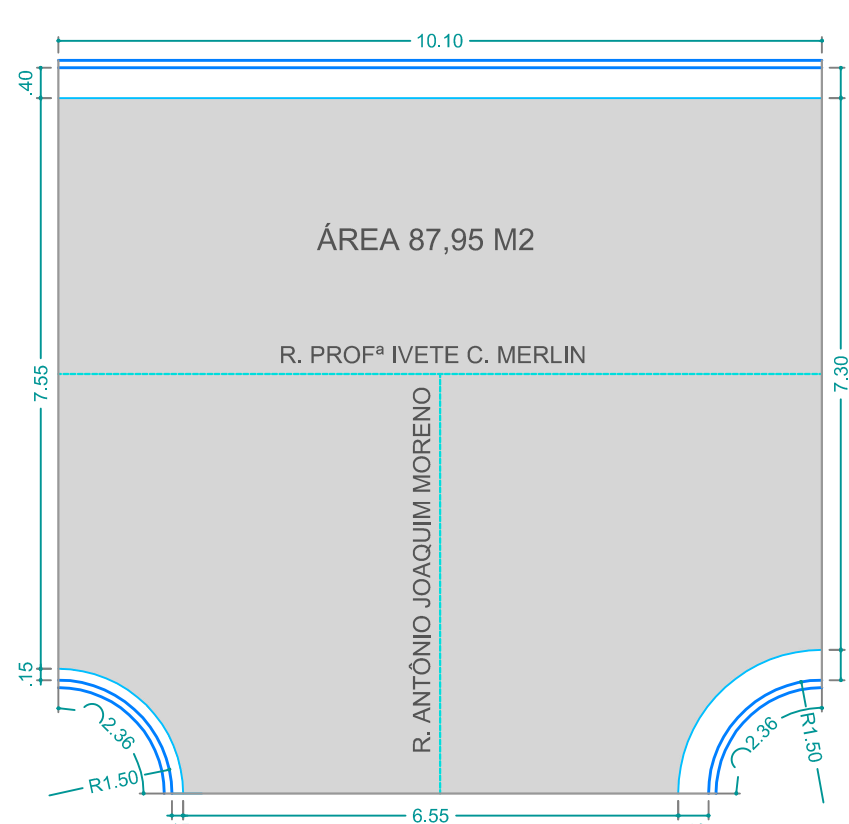 10.10
.40
ÁREA 87,95 M2
R. PROFª IVETE C. MERLIN
7.55
7.30
R. ANTÔNIO JOAQUIM MORENO
.15
2.36
R1.50
2.36
R1.50
6.55